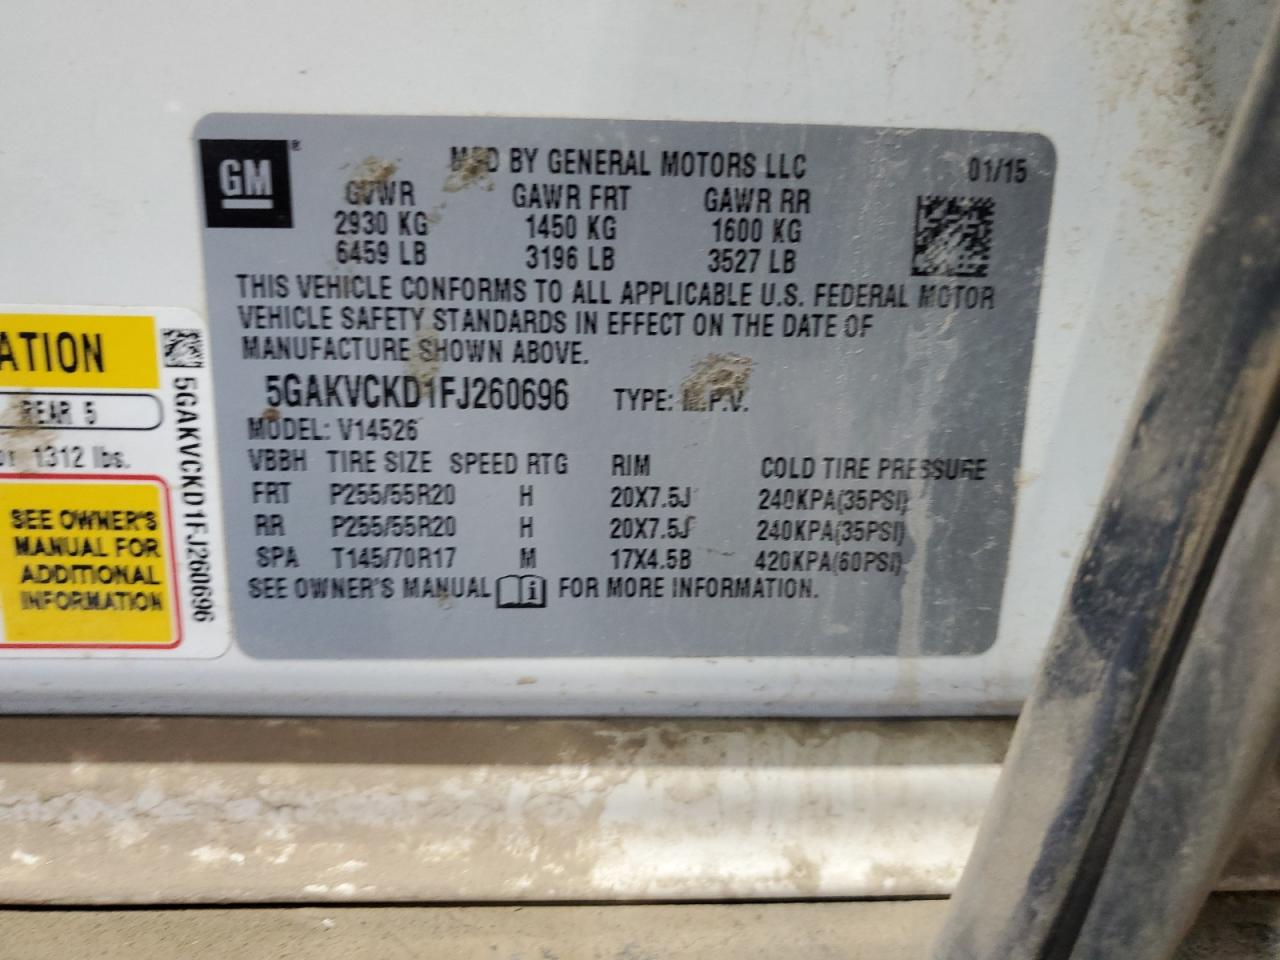 GM ®
MFD BY GENERAL MOTORS LLC 01/15
GVWR GAWR FRT GAWR RR
2930 KG 1450 KG 1600 KG
6459 LB 3196 LB 3527 LB
THIS VEHICLE CONFORMS TO ALL APPLICABLE U.S. FEDERAL MOTOR
VEHICLE SAFETY STANDARDS IN EFFECT ON THE DATE OF
MANUFACTURE SHOWN ABOVE.
5GAKVCKD1FJ260696 TYPE: M.P.V.
MODEL: V14526
VBBH TIRE SIZE SPEED RTG RIM COLD TIRE PRESSURE
FRT P255/55R20 H 20X7.5J 240KPA(35PSI)
RR P255/55R20 H 20X7.5J 240KPA(35PSI)
SPA T145/70R17 M 17X4.5B 420KPA(60PSI)
SEE OWNER'S MANUAL i FOR MORE INFORMATION.
ATION
REAR 5
1312 lbs.
SEE OWNER'S
MANUAL FOR
ADDITIONAL
INFORMATION
5GAKVCKD1FJ260696